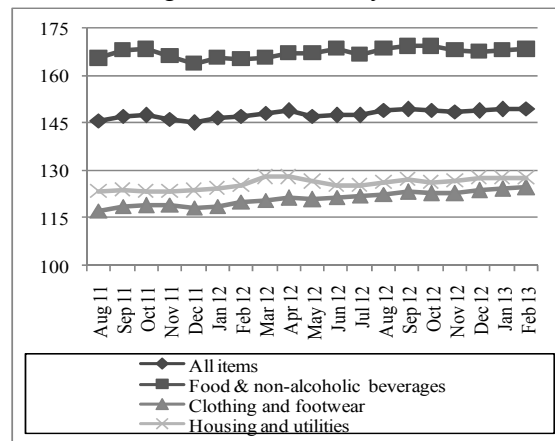 175
160
145
130
115
100
Aug 11
Sep 11
Oct 11
Nov 11
Dec 11
Jan 12
Feb 12
Mar 12
Apr 12
May 12
Jun 12
Jul 12
Aug 12
Sep 12
Oct 12
Nov 12
Dec 12
Jan 13
Feb 13
All items
Food & non-alcoholic beverages
Clothing and footwear
Housing and utilities